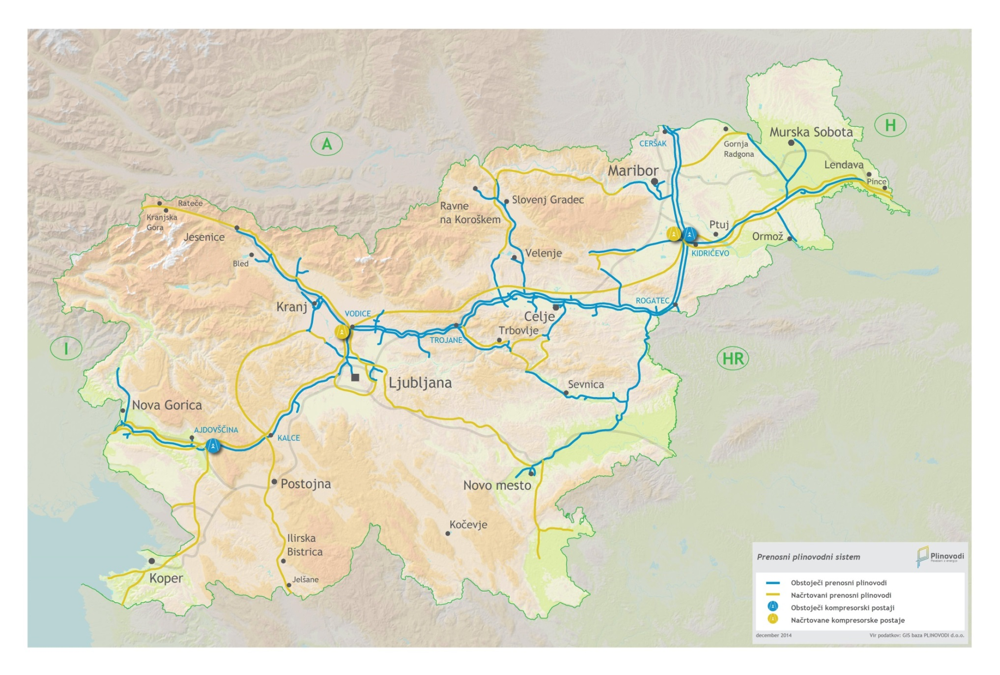 A
H
I
HR
Murska Sobota
Gornja
Radgona
CERŠAK
Lendava
Pince
Maribor
Rateče
Kranjska
Gora
Jesenice
Bled
Ravne
na Koroškem
Slovenj Gradec
Velenje
Ptuj
Ormož
KIDRIČEVO
ROGATEC
Kranj
VODICE
Celje
Trbovlje
TROJANE
Ljubljana
Sevnica
Nova Gorica
AJDOVŠČINA
KALCE
Postojna
Novo mesto
Kočevje
Ilirska
Bistrica
Jelšane
Koper
Prenosni plinovodni sistem
Plinovodi
Povezani z energijo
Obstoječi prenosni plinovodi
Načrtovani prenosni plinovodi
Obstoječi kompresorski postaji
Načrtovane kompresorske postaje
december 2014
Vir podatkov: GIS baza PLINOVODI d.o.o.